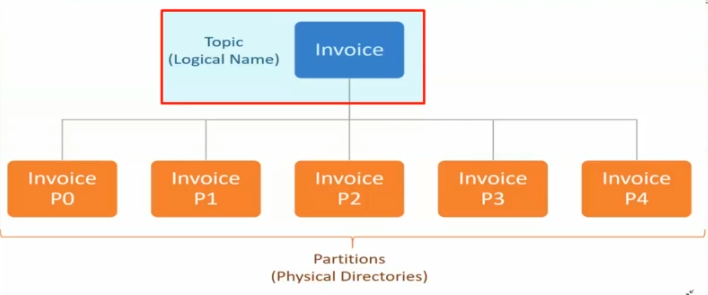 Topic
(Logical Name)
Invoice
Invoice
P0
Invoice
P1
Invoice
P2
Invoice
P3
Invoice
P4
Partitions
(Physical Directories)